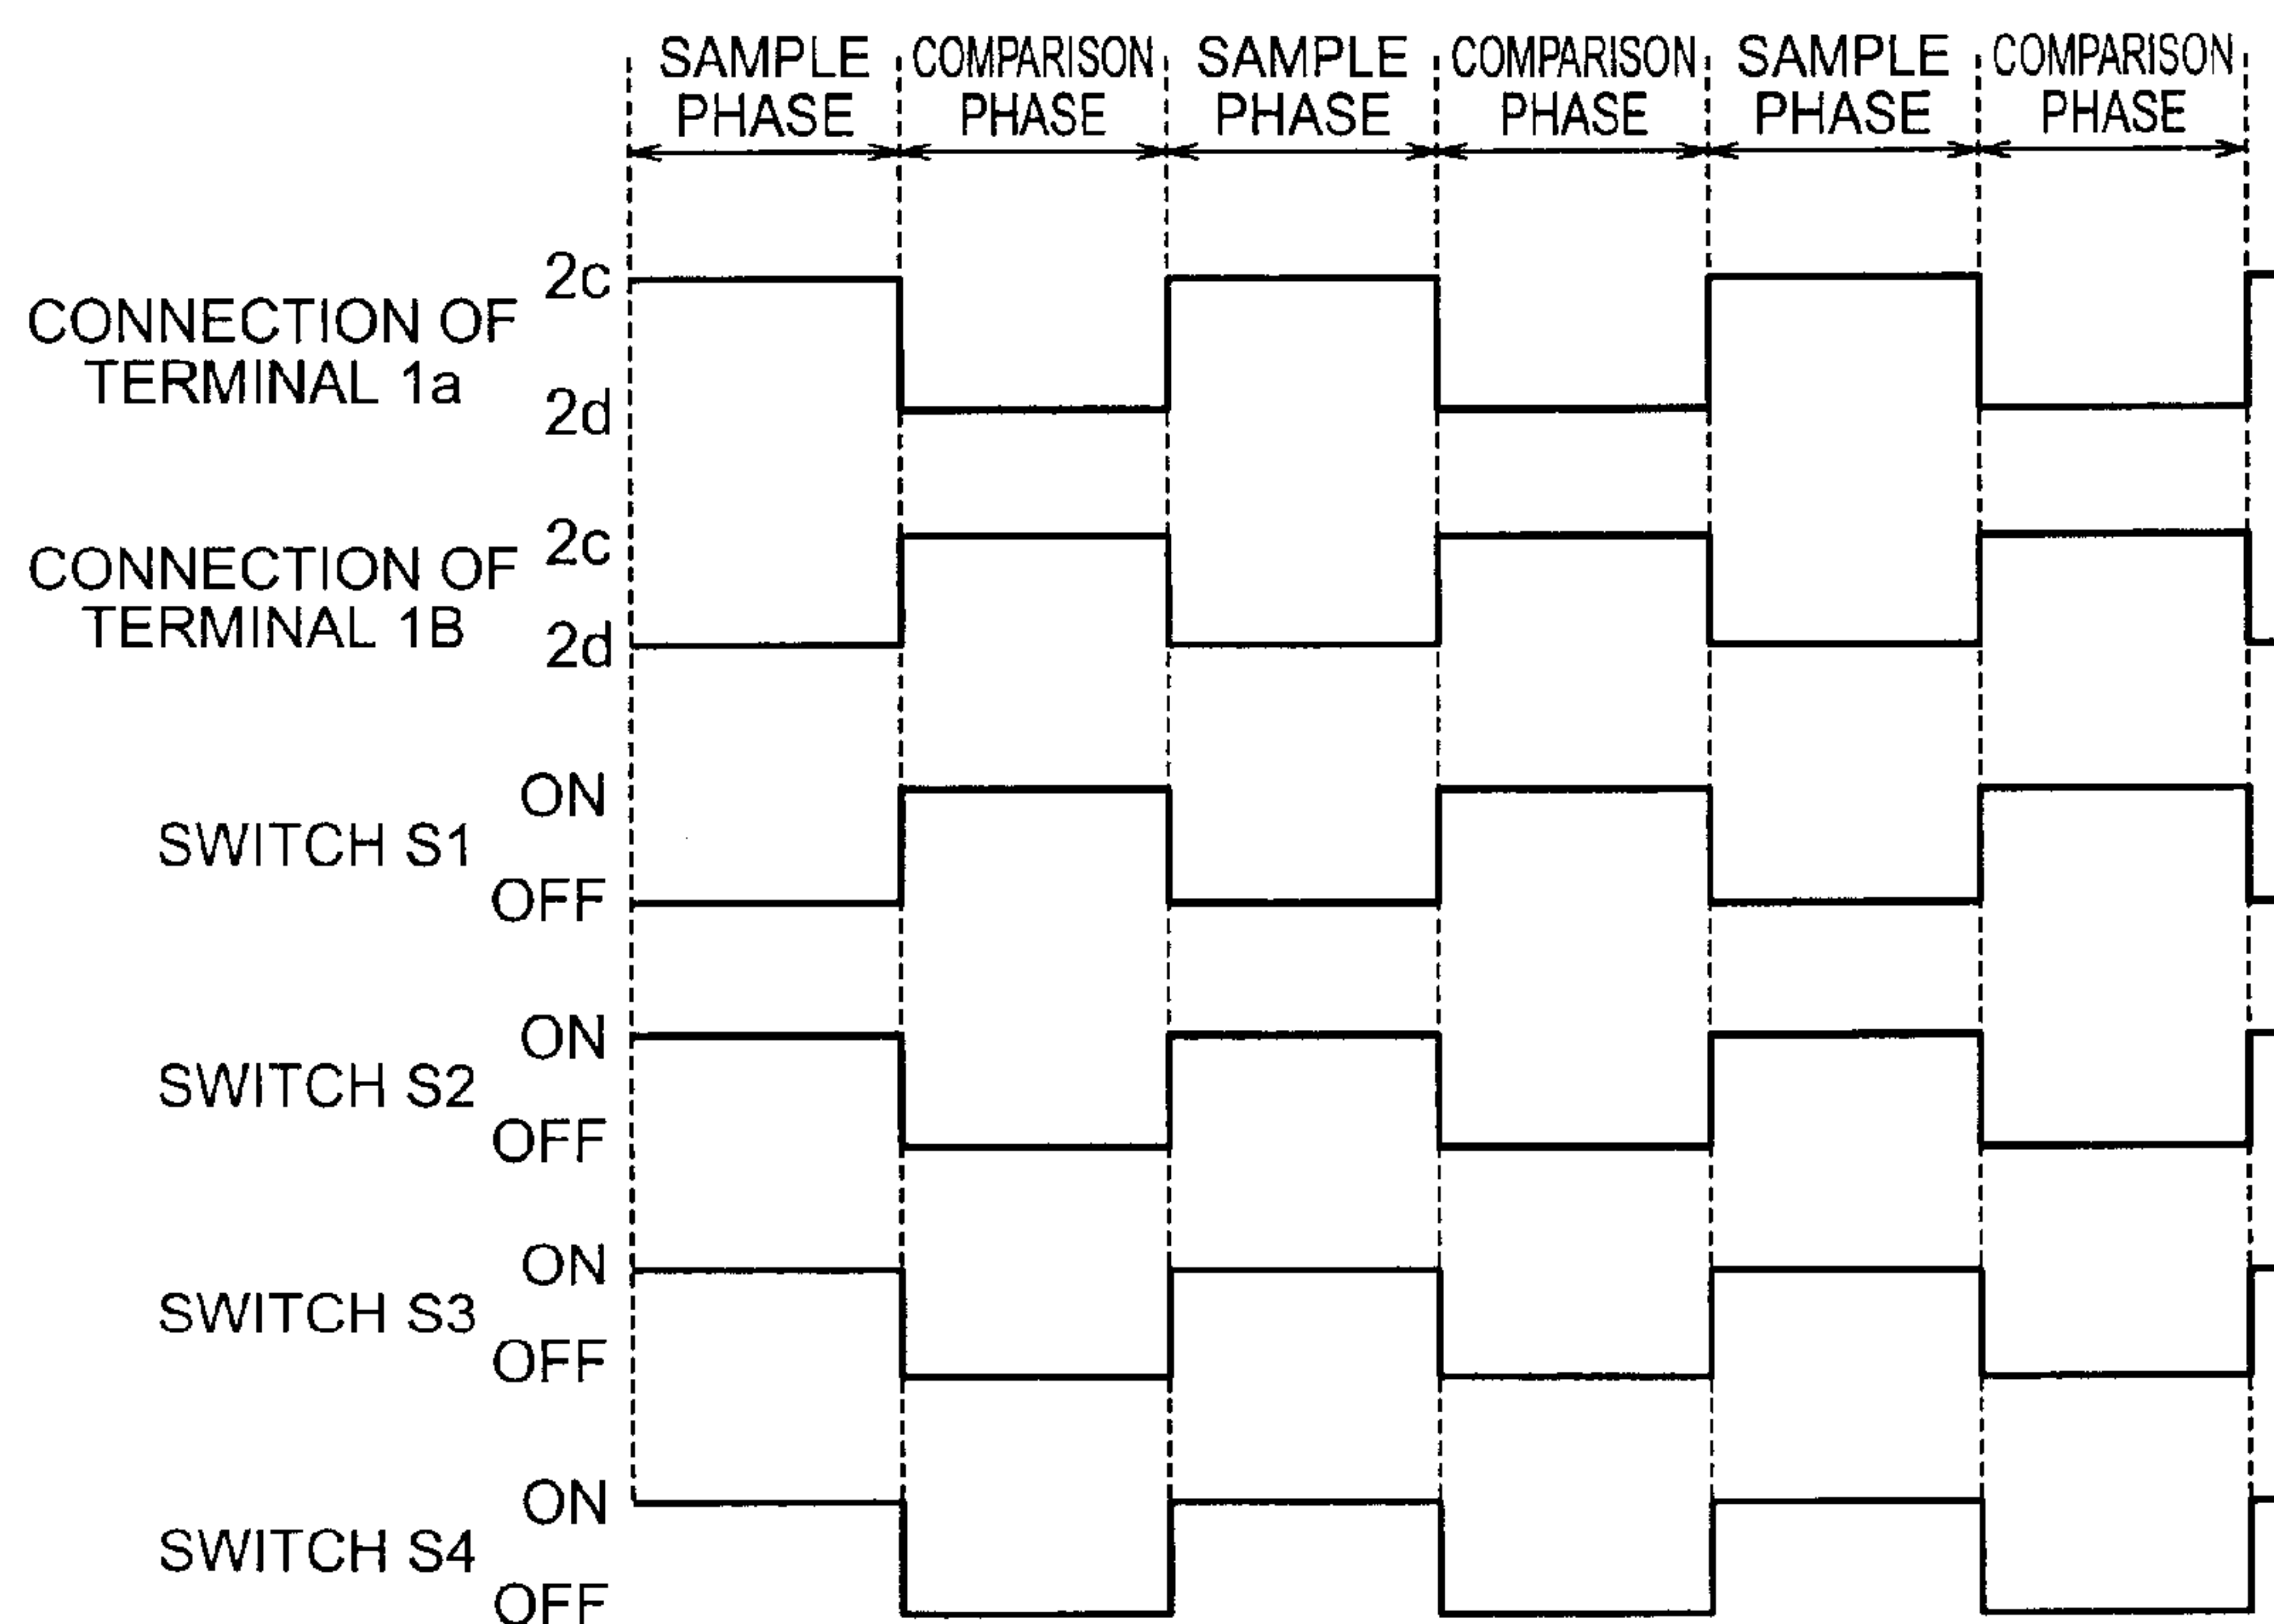 SAMPLE PHASE
COMPARISON PHASE
SAMPLE PHASE
COMPARISON PHASE
SAMPLE PHASE
COMPARISON PHASE
CONNECTION OF
TERMINAL 1a
2c
2d
CONNECTION OF
TERMINAL 1B
2c
2d
SWITCH S1
ON
OFF
SWITCH S2
ON
OFF
SWITCH S3
ON
OFF
SWITCH S4
ON
OFF